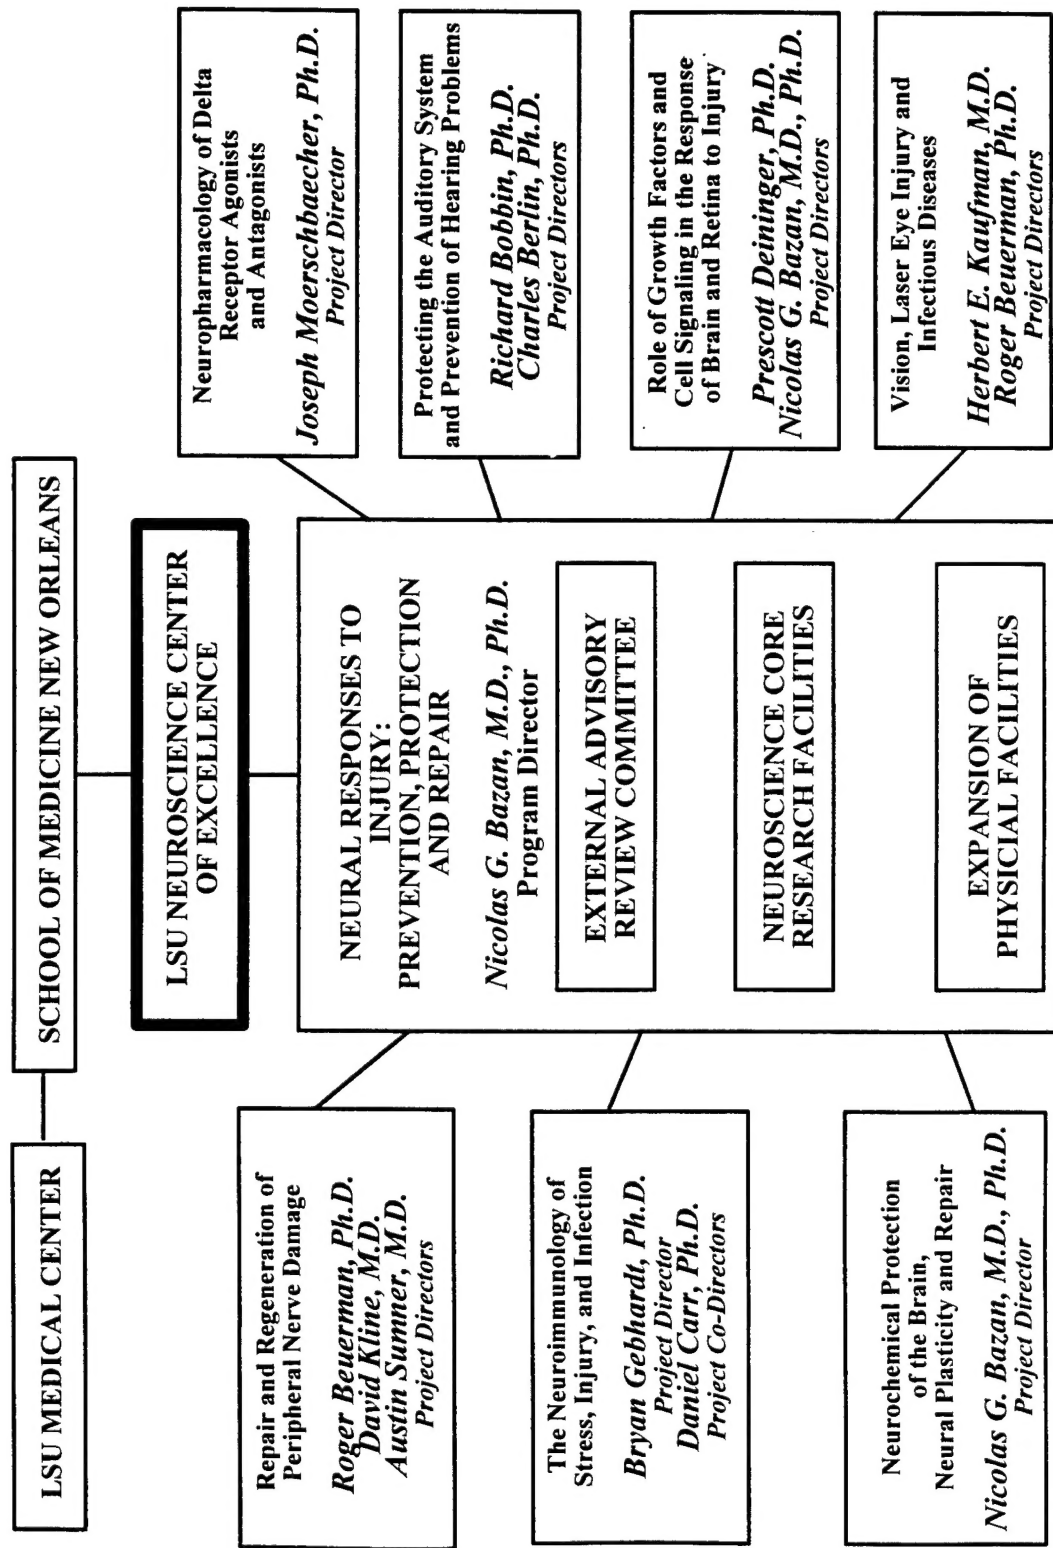 LSU MEDICAL CENTER
SCHOOL OF MEDICINE NEW ORLEANS
LSU NEUROSCIENCE CENTER
OF EXCELLENCE
NEURAL RESPONSES TO
INJURY:
PREVENTION, PROTECTION
AND REPAIR
Nicolas G. Bazan, M.D., Ph.D.
Program Director
EXTERNAL ADVISORY
REVIEW COMMITTEE
NEUROSCIENCE CORE
RESEARCH FACILITIES
EXPANSION OF
PHYSICIAL FACILITIES
Repair and Regeneration of
Peripheral Nerve Damage
Roger Beuerman, Ph.D.
David Kline, M.D.
Austin Sumner, M.D.
Project Directors
The Neuroimmunology of
Stress, Injury, and Infection
Bryan Gebhardt, Ph.D.
Project Director
Daniel Carr, Ph.D.
Project Co-Directors
Neurochemical Protection
of the Brain,
Neural Plasticity and Repair
Nicolas G. Bazan, M.D., Ph.D.
Project Director
Neuropharmacology of Delta
Receptor Agonists
and Antagonists
Joseph Moerschbaecher, Ph.D.
Project Director
Protecting the Auditory System
and Prevention of Hearing Problems
Richard Bobbin, Ph.D.
Charles Berlin, Ph.D.
Project Directors
Role of Growth Factors and
Cell Signaling in the Response
of Brain and Retina to Injury
Prescott Deininger, Ph.D.
Nicolas G. Bazan, M.D., Ph.D.
Project Directors
Vision, Laser Eye Injury and
Infectious Diseases
Herbert E. Kaufman, M.D.
Roger Beuerman, Ph.D.
Project Directors